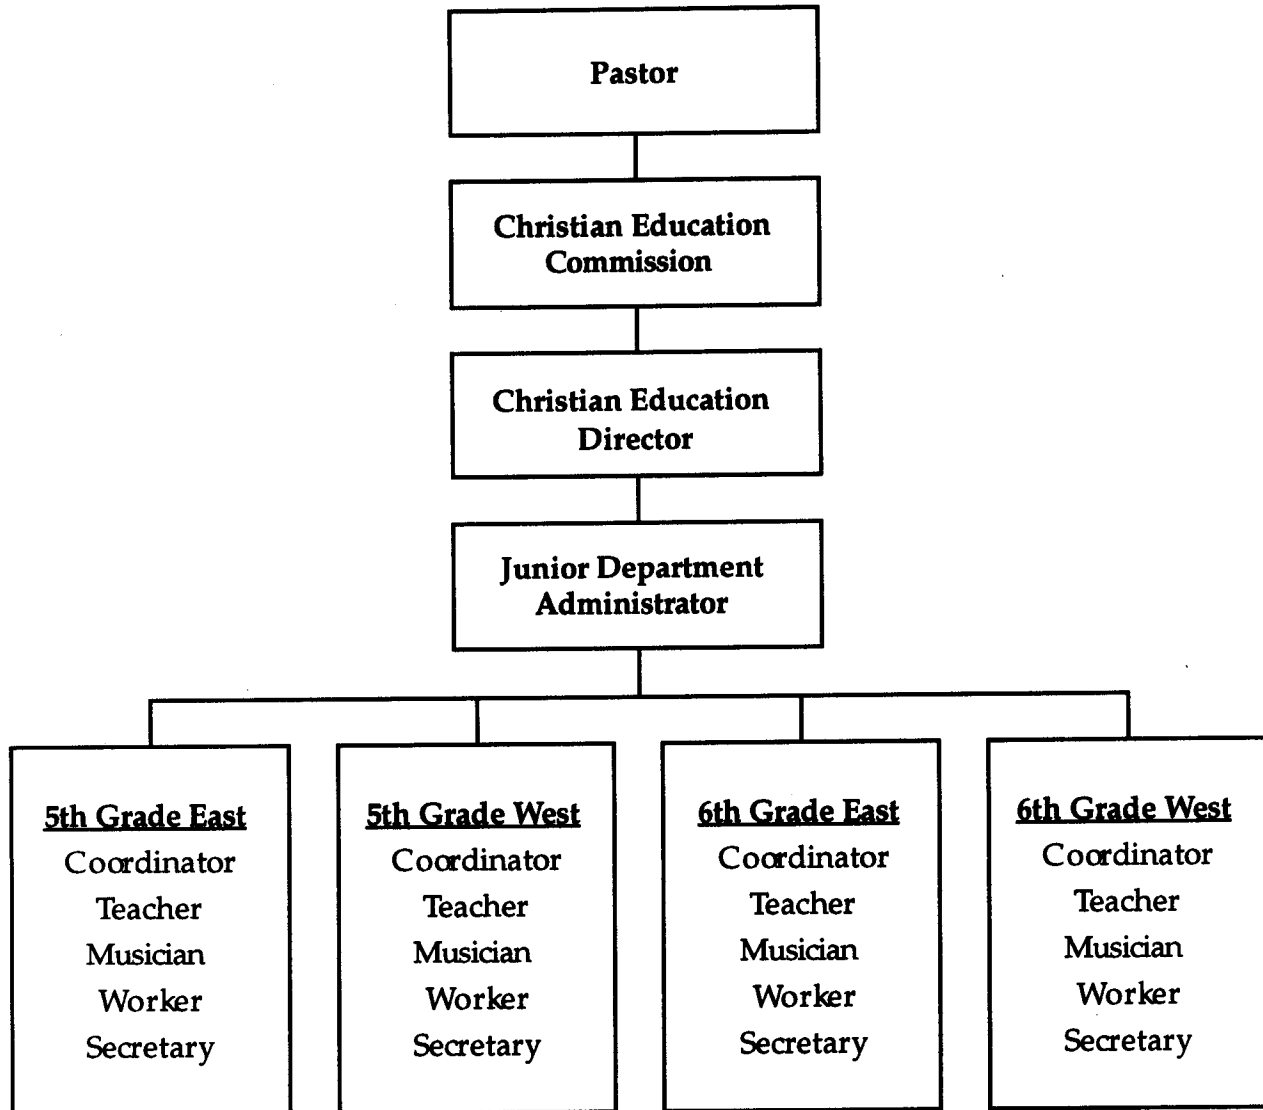 Pastor
Christian Education
Commission
Christian Education
Director
Junior Department
Administrator
5th Grade East
Coordinator
Teacher
Musician
Worker
Secretary
5th Grade West
Coordinator
Teacher
Musician
Worker
Secretary
6th Grade East
Coordinator
Teacher
Musician
Worker
Secretary
6th Grade West
Coordinator
Teacher
Musician
Worker
Secretary